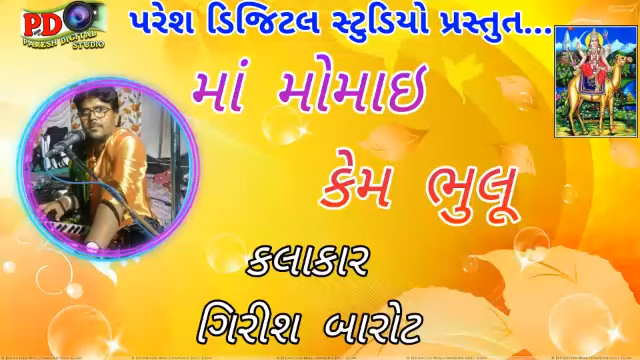 પરેશ ડિજિટલ સ્ટુડિયો પ્રસ્તુત...
PD
PARESH DIGITAL
STUDIO
માં મોમાઇ
કેમ ભુલૂ
કલાકાર
ગિરીશ બારોટ